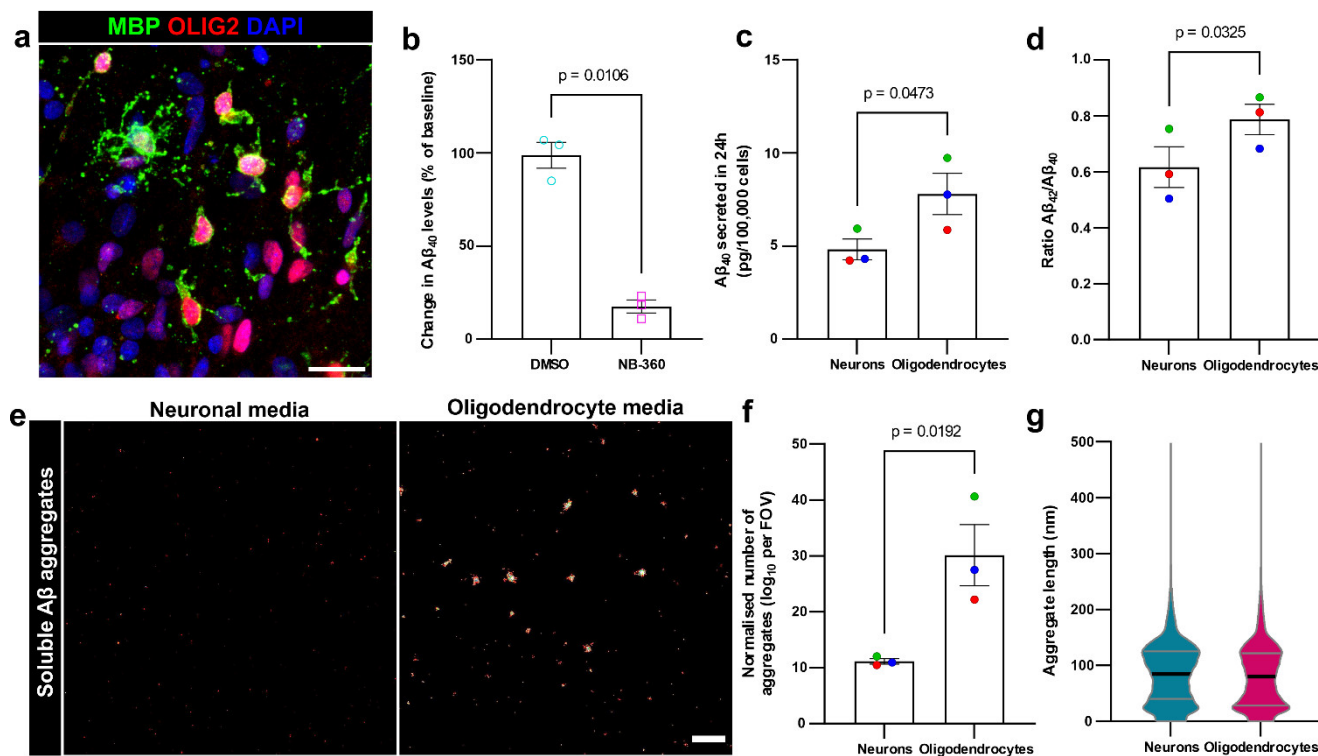 a
MBP OLIG2 DAPI
b
Change in Aβ40 levels (% of baseline)
150
100
50
0
p = 0.0106
DMSO
NB-360
c
Aβ40 secreted in 24h
(pg/100,000 cells)
15
10
5
0
p = 0.0473
Neurons
Oligodendrocytes
d
Ratio Aβ42/Aβ40
1.0
0.8
0.6
0.4
0.2
0.0
p = 0.0325
Neurons
Oligodendrocytes
e
Neuronal media
Oligodendrocyte media
Soluble Aβ aggregates
f
Normalised number of
aggregates (log10 per FOV)
50
40
30
20
10
0
p = 0.0192
Neurons
Oligodendrocytes
g
Aggregate length (nm)
500
400
300
200
100
0
Neurons
Oligodendrocytes